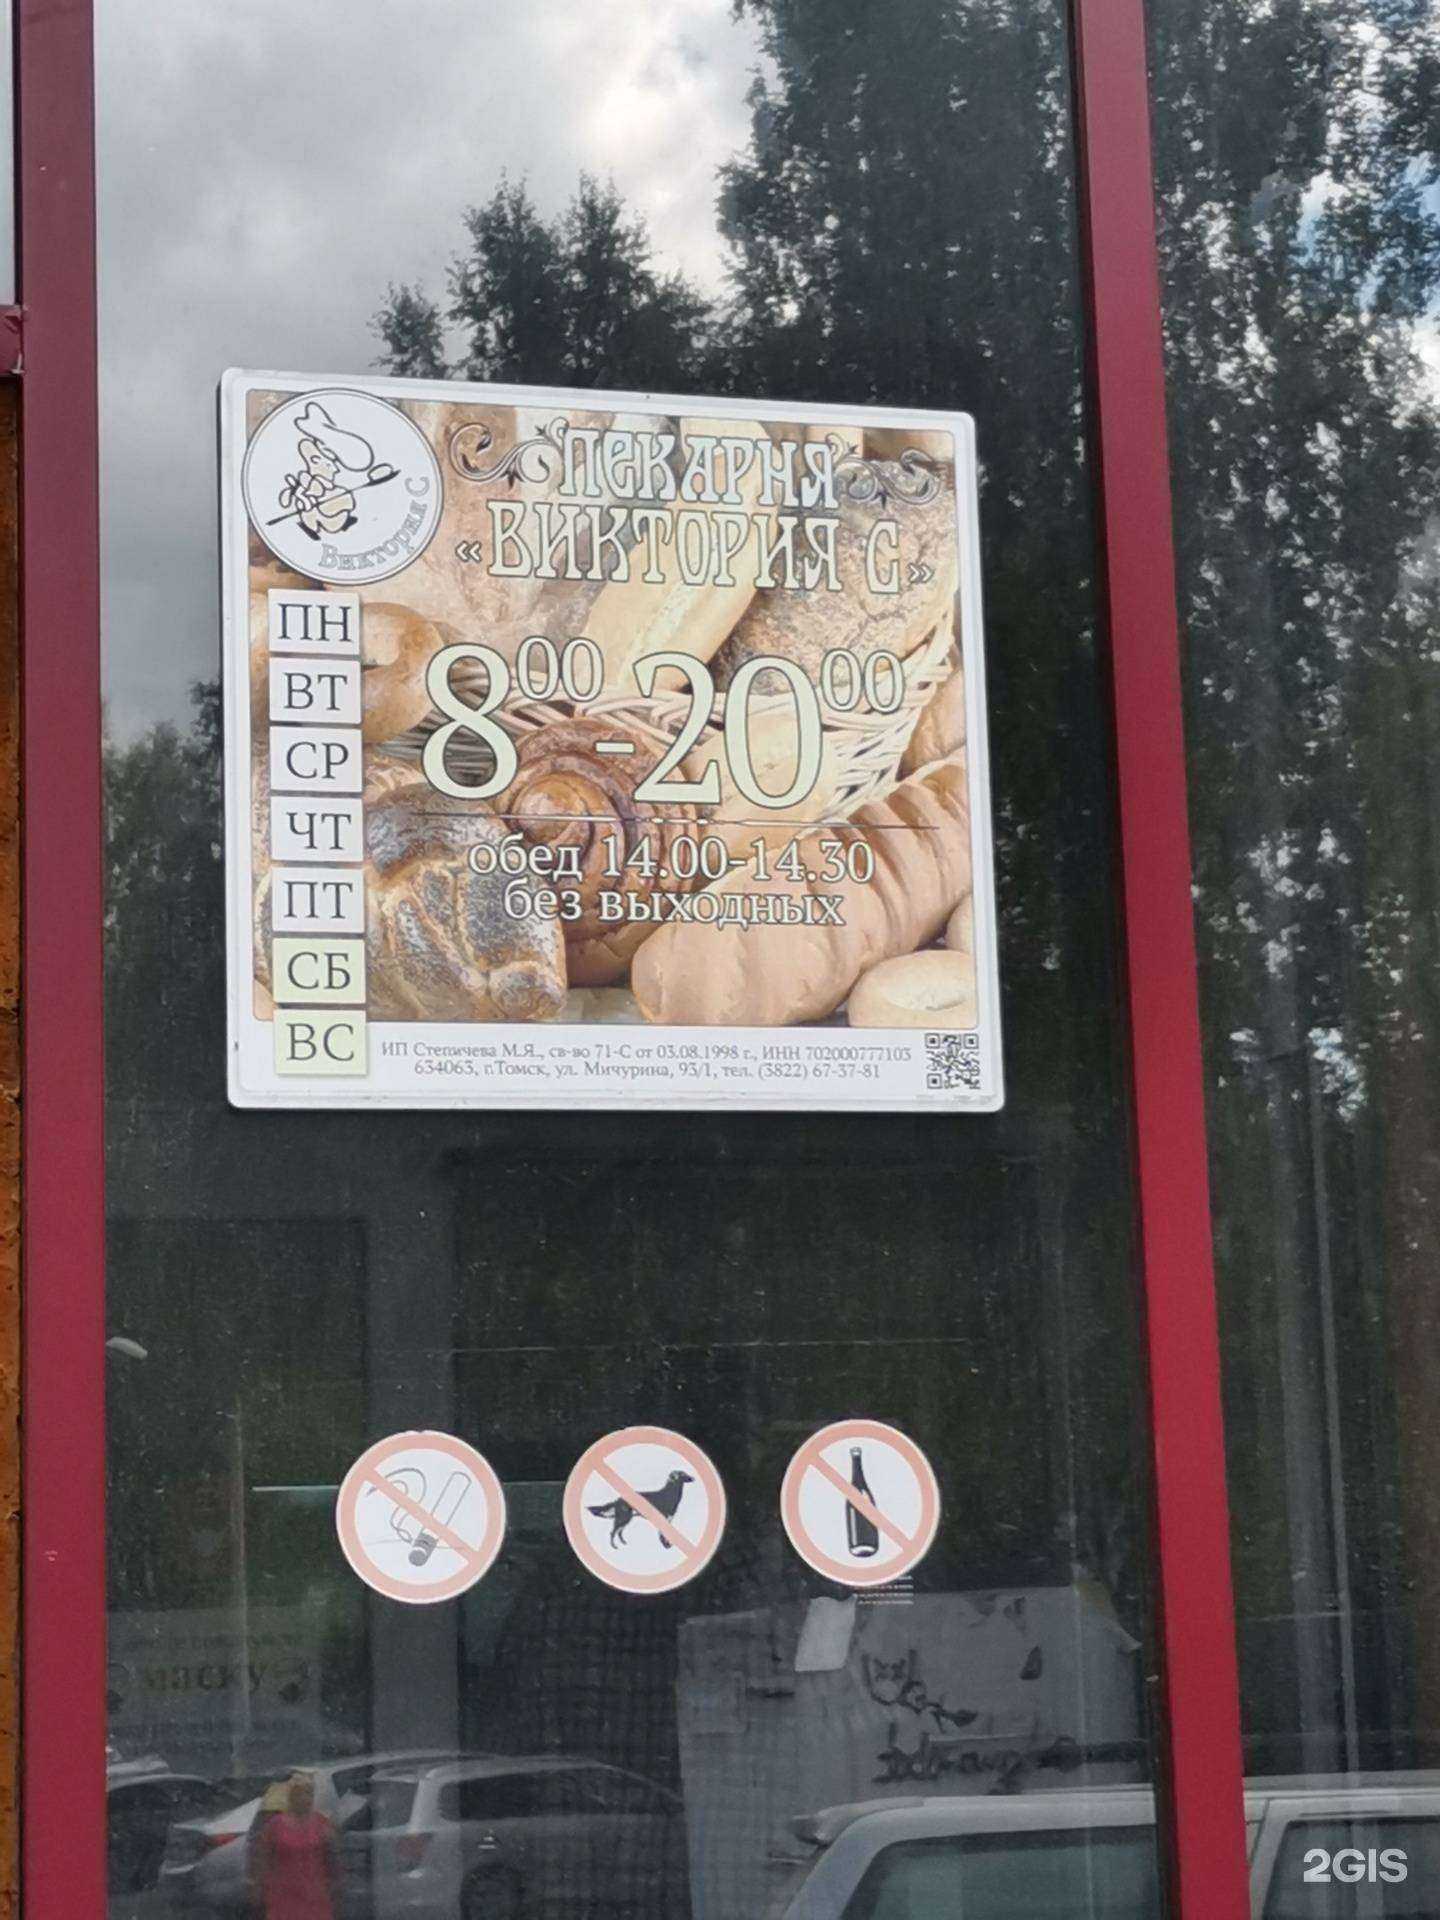 Виктория С
ПЕКАРНЯ
«ВИКТОРИЯ С»
ПН
ВТ
СР
ЧТ
ПТ
СБ
ВС
8⁰⁰-20⁰⁰
обед 14.00-14.30
без выходных
ИП Степичева М.Я., св-во 71-С от 03.08.1998 г., ИНН 702000777103
634063, г.Томск, ул. Мичурина, 93/1, тел. (3822) 67-37-81
маску
2GIS